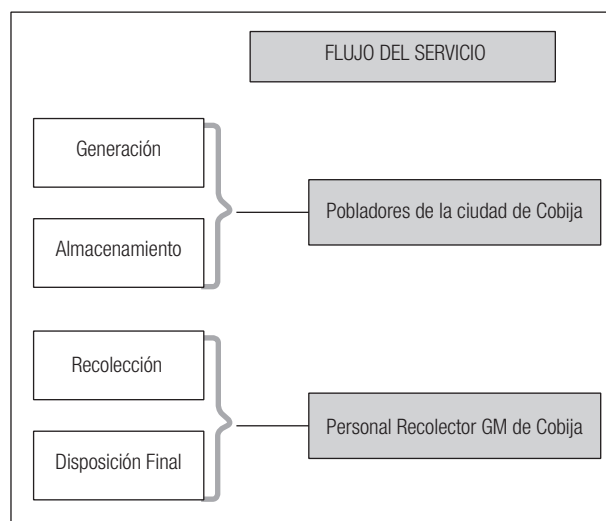 FLUJO DEL SERVICIO
Generación
Almacenamiento
Pobladores de la ciudad de Cobija
Recolección
Disposición Final
Personal Recolector GM de Cobija